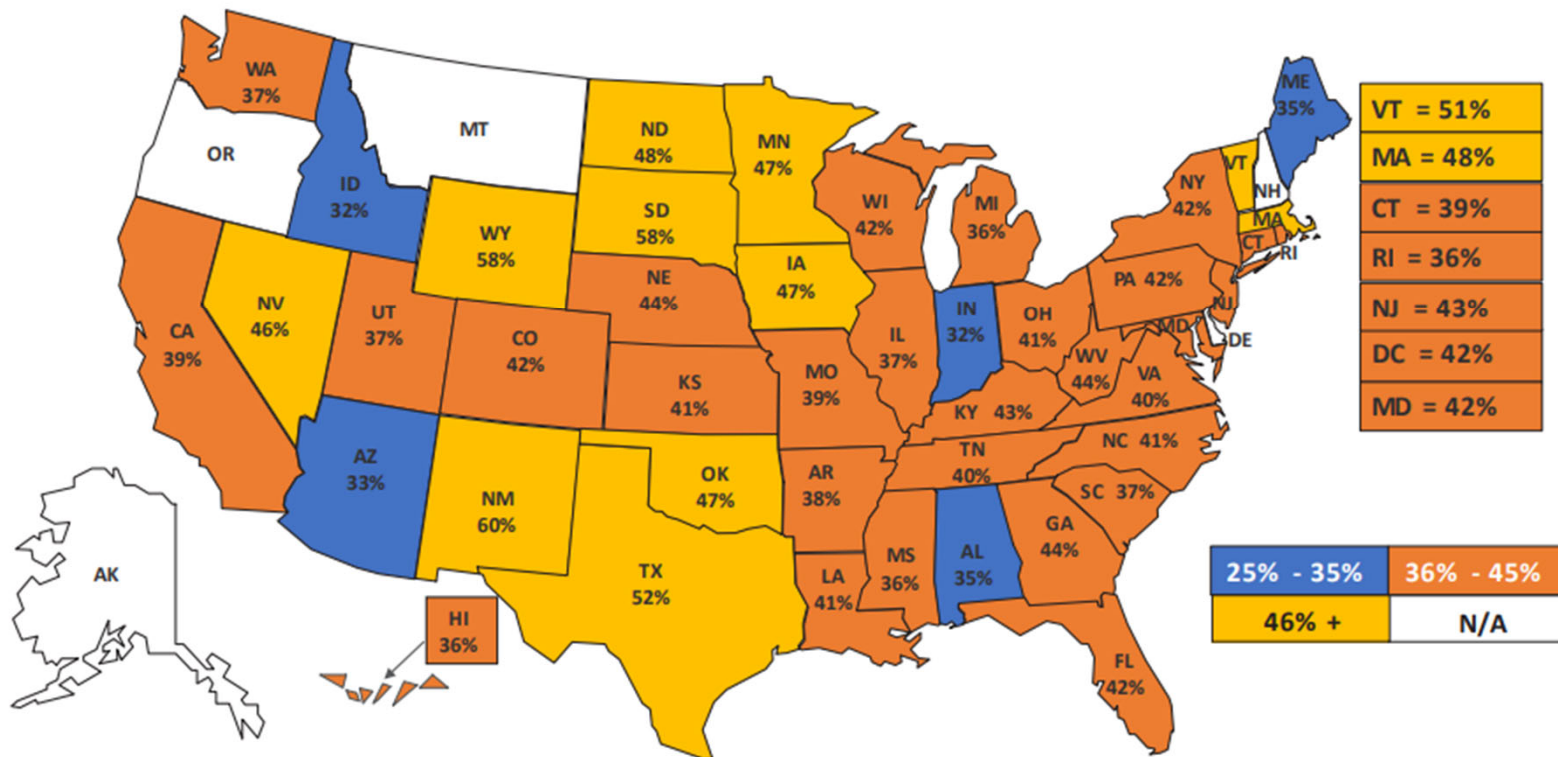 WA
37%
OR
MT
ID
32%
ND
48%
MN
47%
SD
58%
WY
58%
WI
42%
MI
36%
NY
42%
VT
NH
ME
35%
MA
CT
RI
CA
39%
NV
46%
UT
37%
CO
42%
NE
44%
IA
47%
IL
37%
IN
32%
OH
41%
PA 42%
NJ
MD
DE
WV
44%
VA
40%
KS
41%
MO
39%
KY 43%
NC 41%
TN
40%
SC 37%
AZ
33%
NM
60%
OK
47%
AR
38%
TX
52%
LA
41%
MS
36%
AL
35%
GA
44%
FL
42%
AK
HI
36%
VT = 51%
MA = 48%
CT = 39%
RI = 36%
NJ = 43%
DC = 42%
MD = 42%
25% - 35%
36% - 45%
46% +
N/A